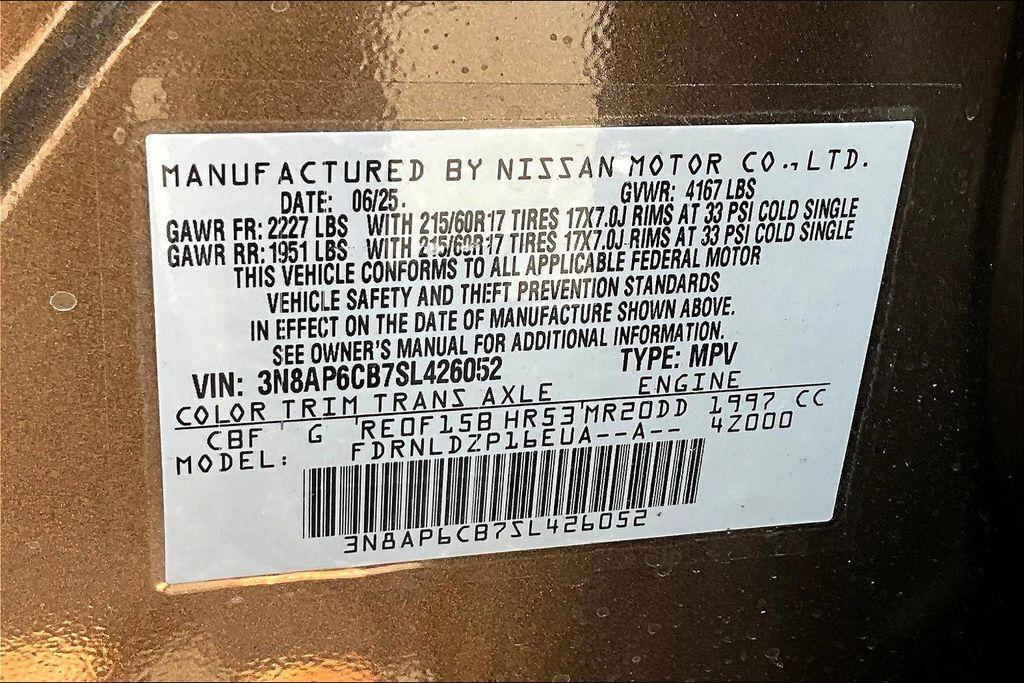 MANUFACTURED BY NISSAN MOTOR CO., LTD.
DATE: 06/25. GVWR: 4167 LBS
GAWR FR: 2227 LBS WITH 215/60R17 TIRES 17X7.0J RIMS AT 33 PSI COLD SINGLE
GAWR RR: 1951 LBS WITH 215/60R17 TIRES 17X7.0J RIMS AT 33 PSI COLD SINGLE
THIS VEHICLE CONFORMS TO ALL APPLICABLE FEDERAL MOTOR
VEHICLE SAFETY AND THEFT PREVENTION STANDARDS
IN EFFECT ON THE DATE OF MANUFACTURE SHOWN ABOVE.
SEE OWNER'S MANUAL FOR ADDITIONAL INFORMATION.
VIN: 3N8AP6CB7SL426052 TYPE: MPV
COLOR TRIM TRANS AXLE ENGINE
CBF G RE0F15B HR53 MR20DD 1997 CC
MODEL: FDRNLDZP16EUA--A-- 42000
3N8AP6CB7SL426052